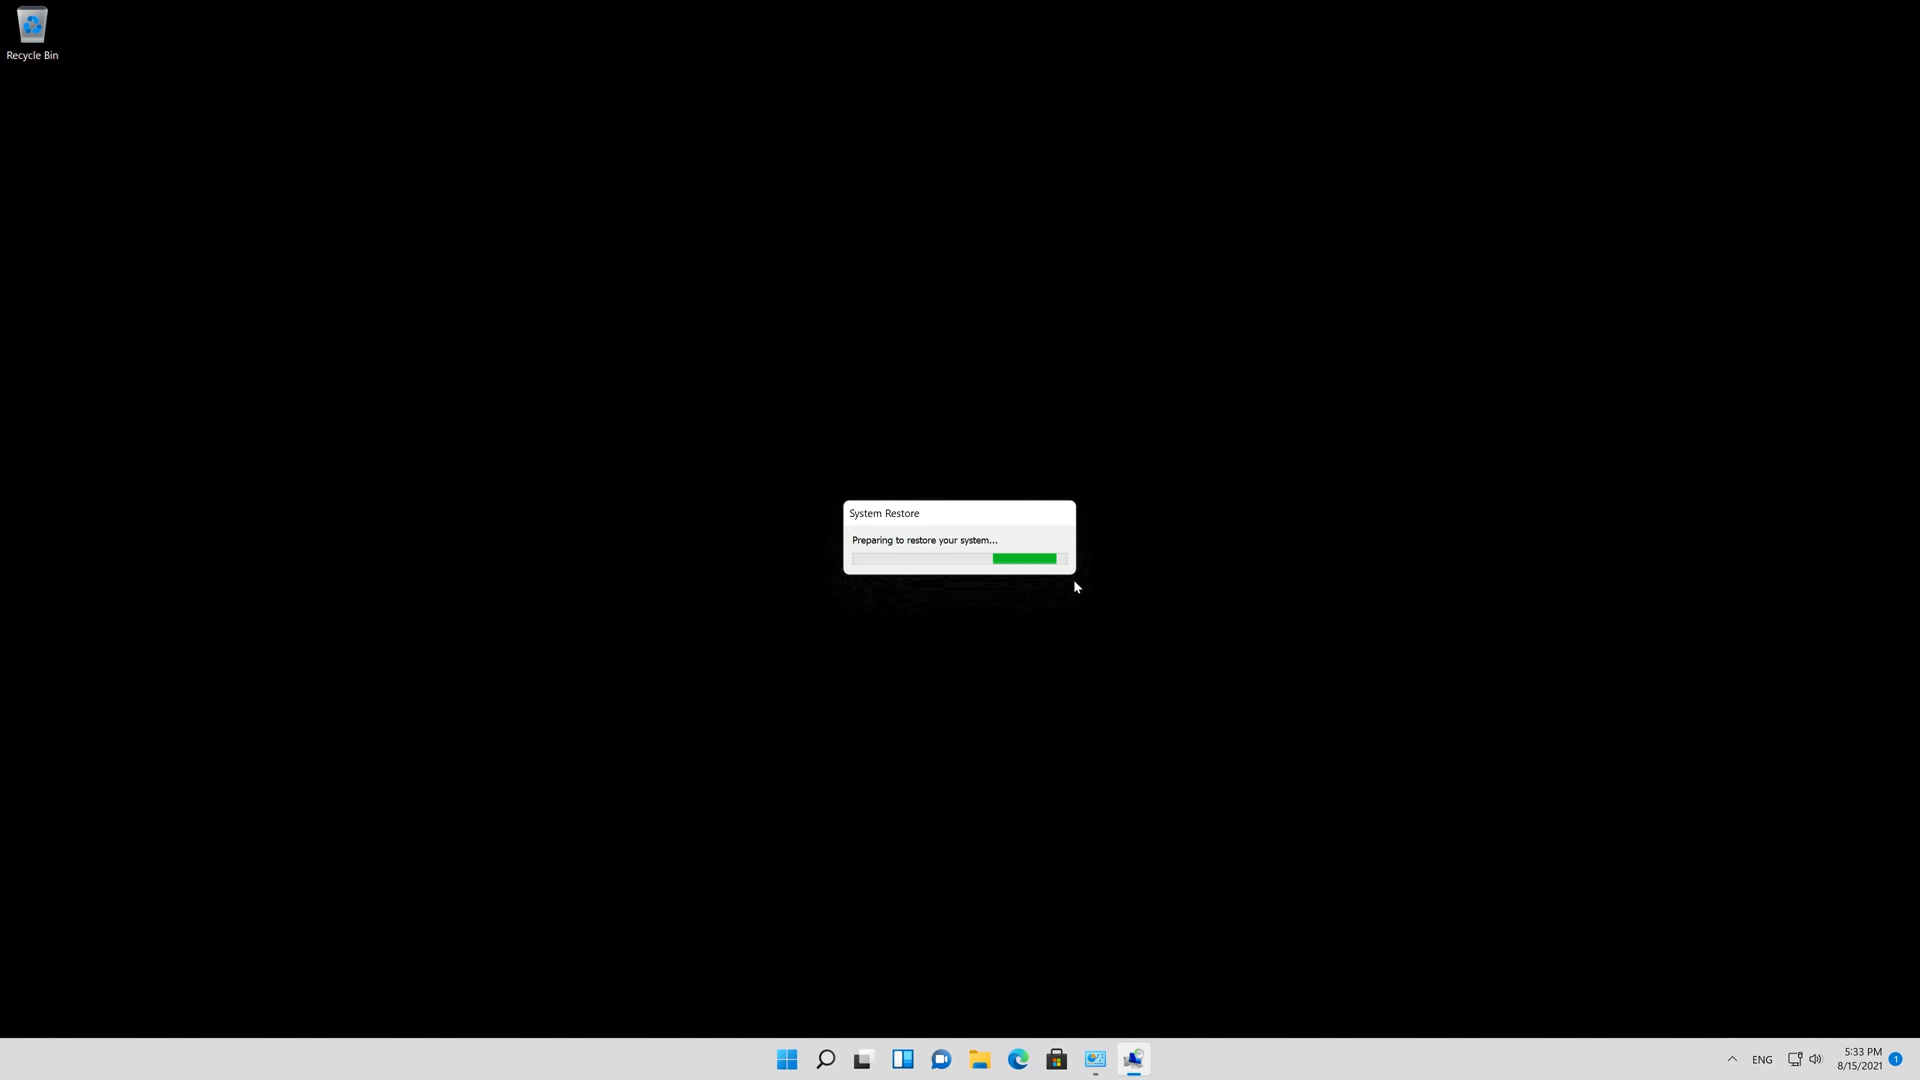 Recycle Bin
System Restore
Preparing to restore your system...
ENG
5:33 PM
8/15/2021
1